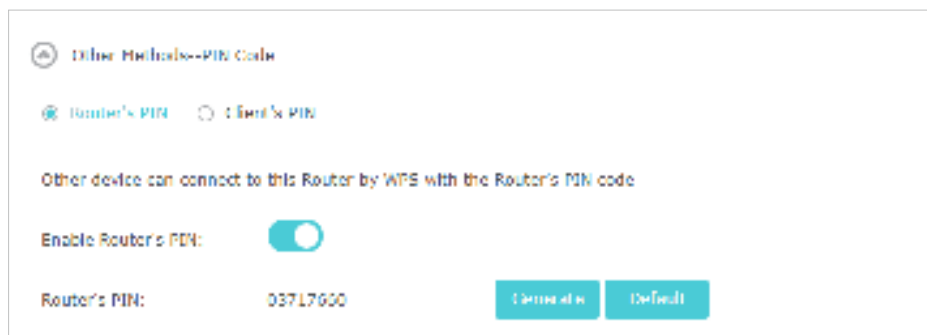 Other Methods--PIN Code
Router's PIN Client's PIN
Other device can connect to this Router by WPS with the Router's PIN code
Enable Router's PIN:
Router's PIN: 03717660 Generate Default